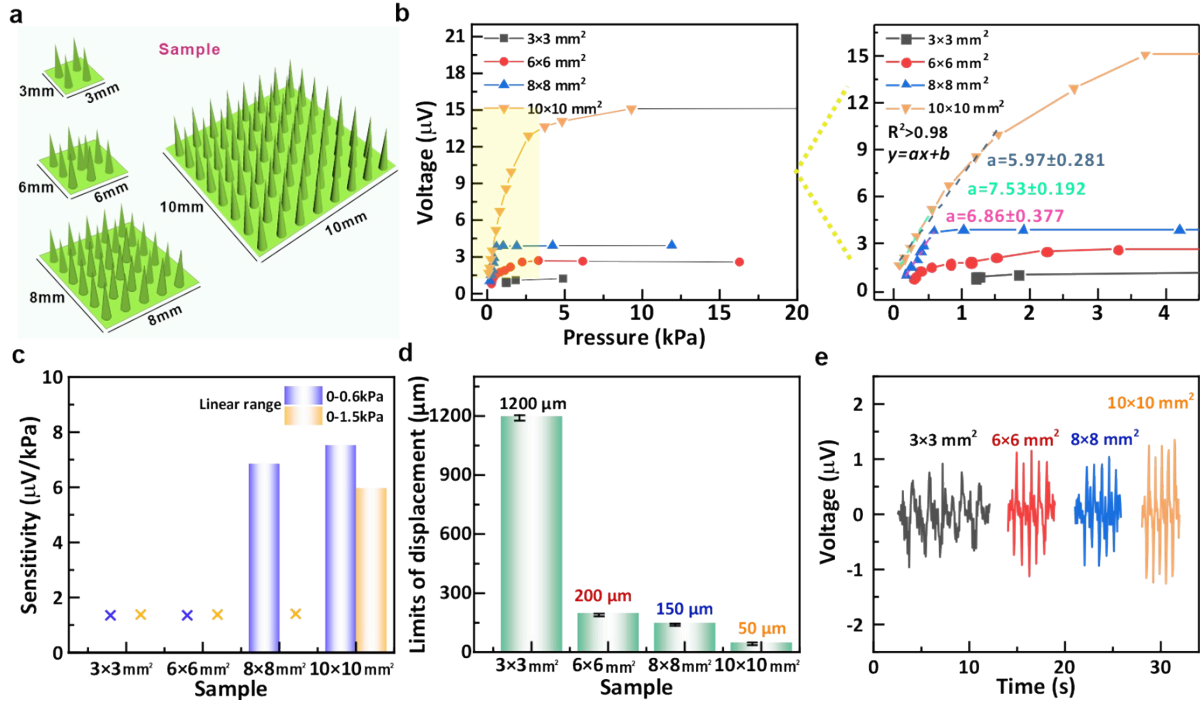 a
Sample
3mm
3mm
6mm
6mm
8mm
8mm
10mm
10mm
b
Voltage (μV)
21
18
15
12
9
6
3
0
3×3 mm²
6×6 mm²
8×8 mm²
10×10 mm²
0
5
10
15
20
Pressure (kPa)
15
12
9
6
3
0
3×3 mm²
6×6 mm²
8×8 mm²
10×10 mm²
R²>0.98
y=ax+b
a=5.97±0.281
a=7.53±0.192
a=6.86±0.377
0
1
2
3
4
c
Sensitivity (μV/kPa)
10
8
6
4
2
0
Linear range
0-0.6kPa
0-1.5kPa
3×3mm²
6×6mm²
8×8mm²
10×10mm²
Sample
d
Limits of displacement (μm)
1200
900
600
300
0
1200 μm
200 μm
150 μm
50 μm
3×3mm²
6×6mm²
8×8mm²
10×10mm²
Sample
e
Voltage (μV)
2
1
0
-1
-2
3×3 mm²
6×6 mm²
8×8 mm²
10×10 mm²
0
10
20
30
Time (s)